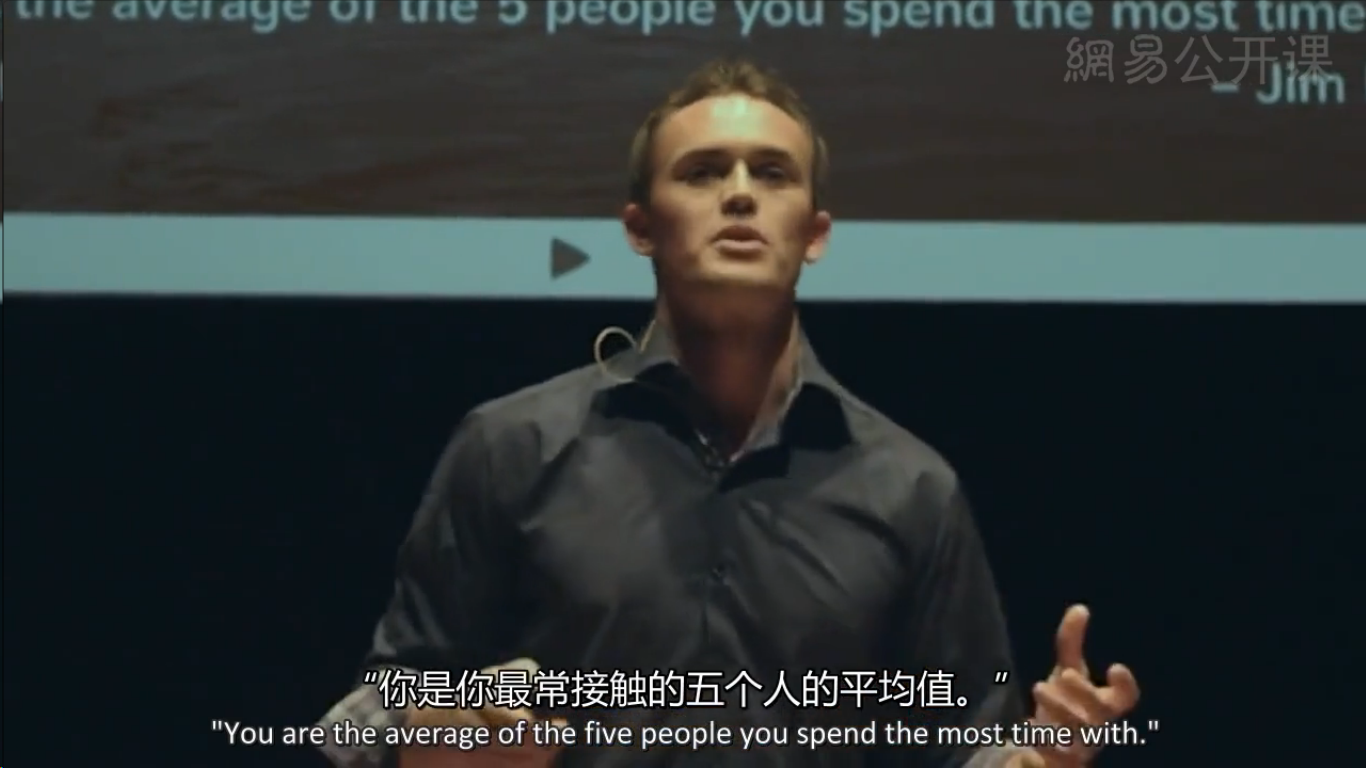 the average of the 5 people you spend the most time
網易公开课
– Jim
“你是你最常接触的五个人的平均值。”
"You are the average of the five people you spend the most time with."